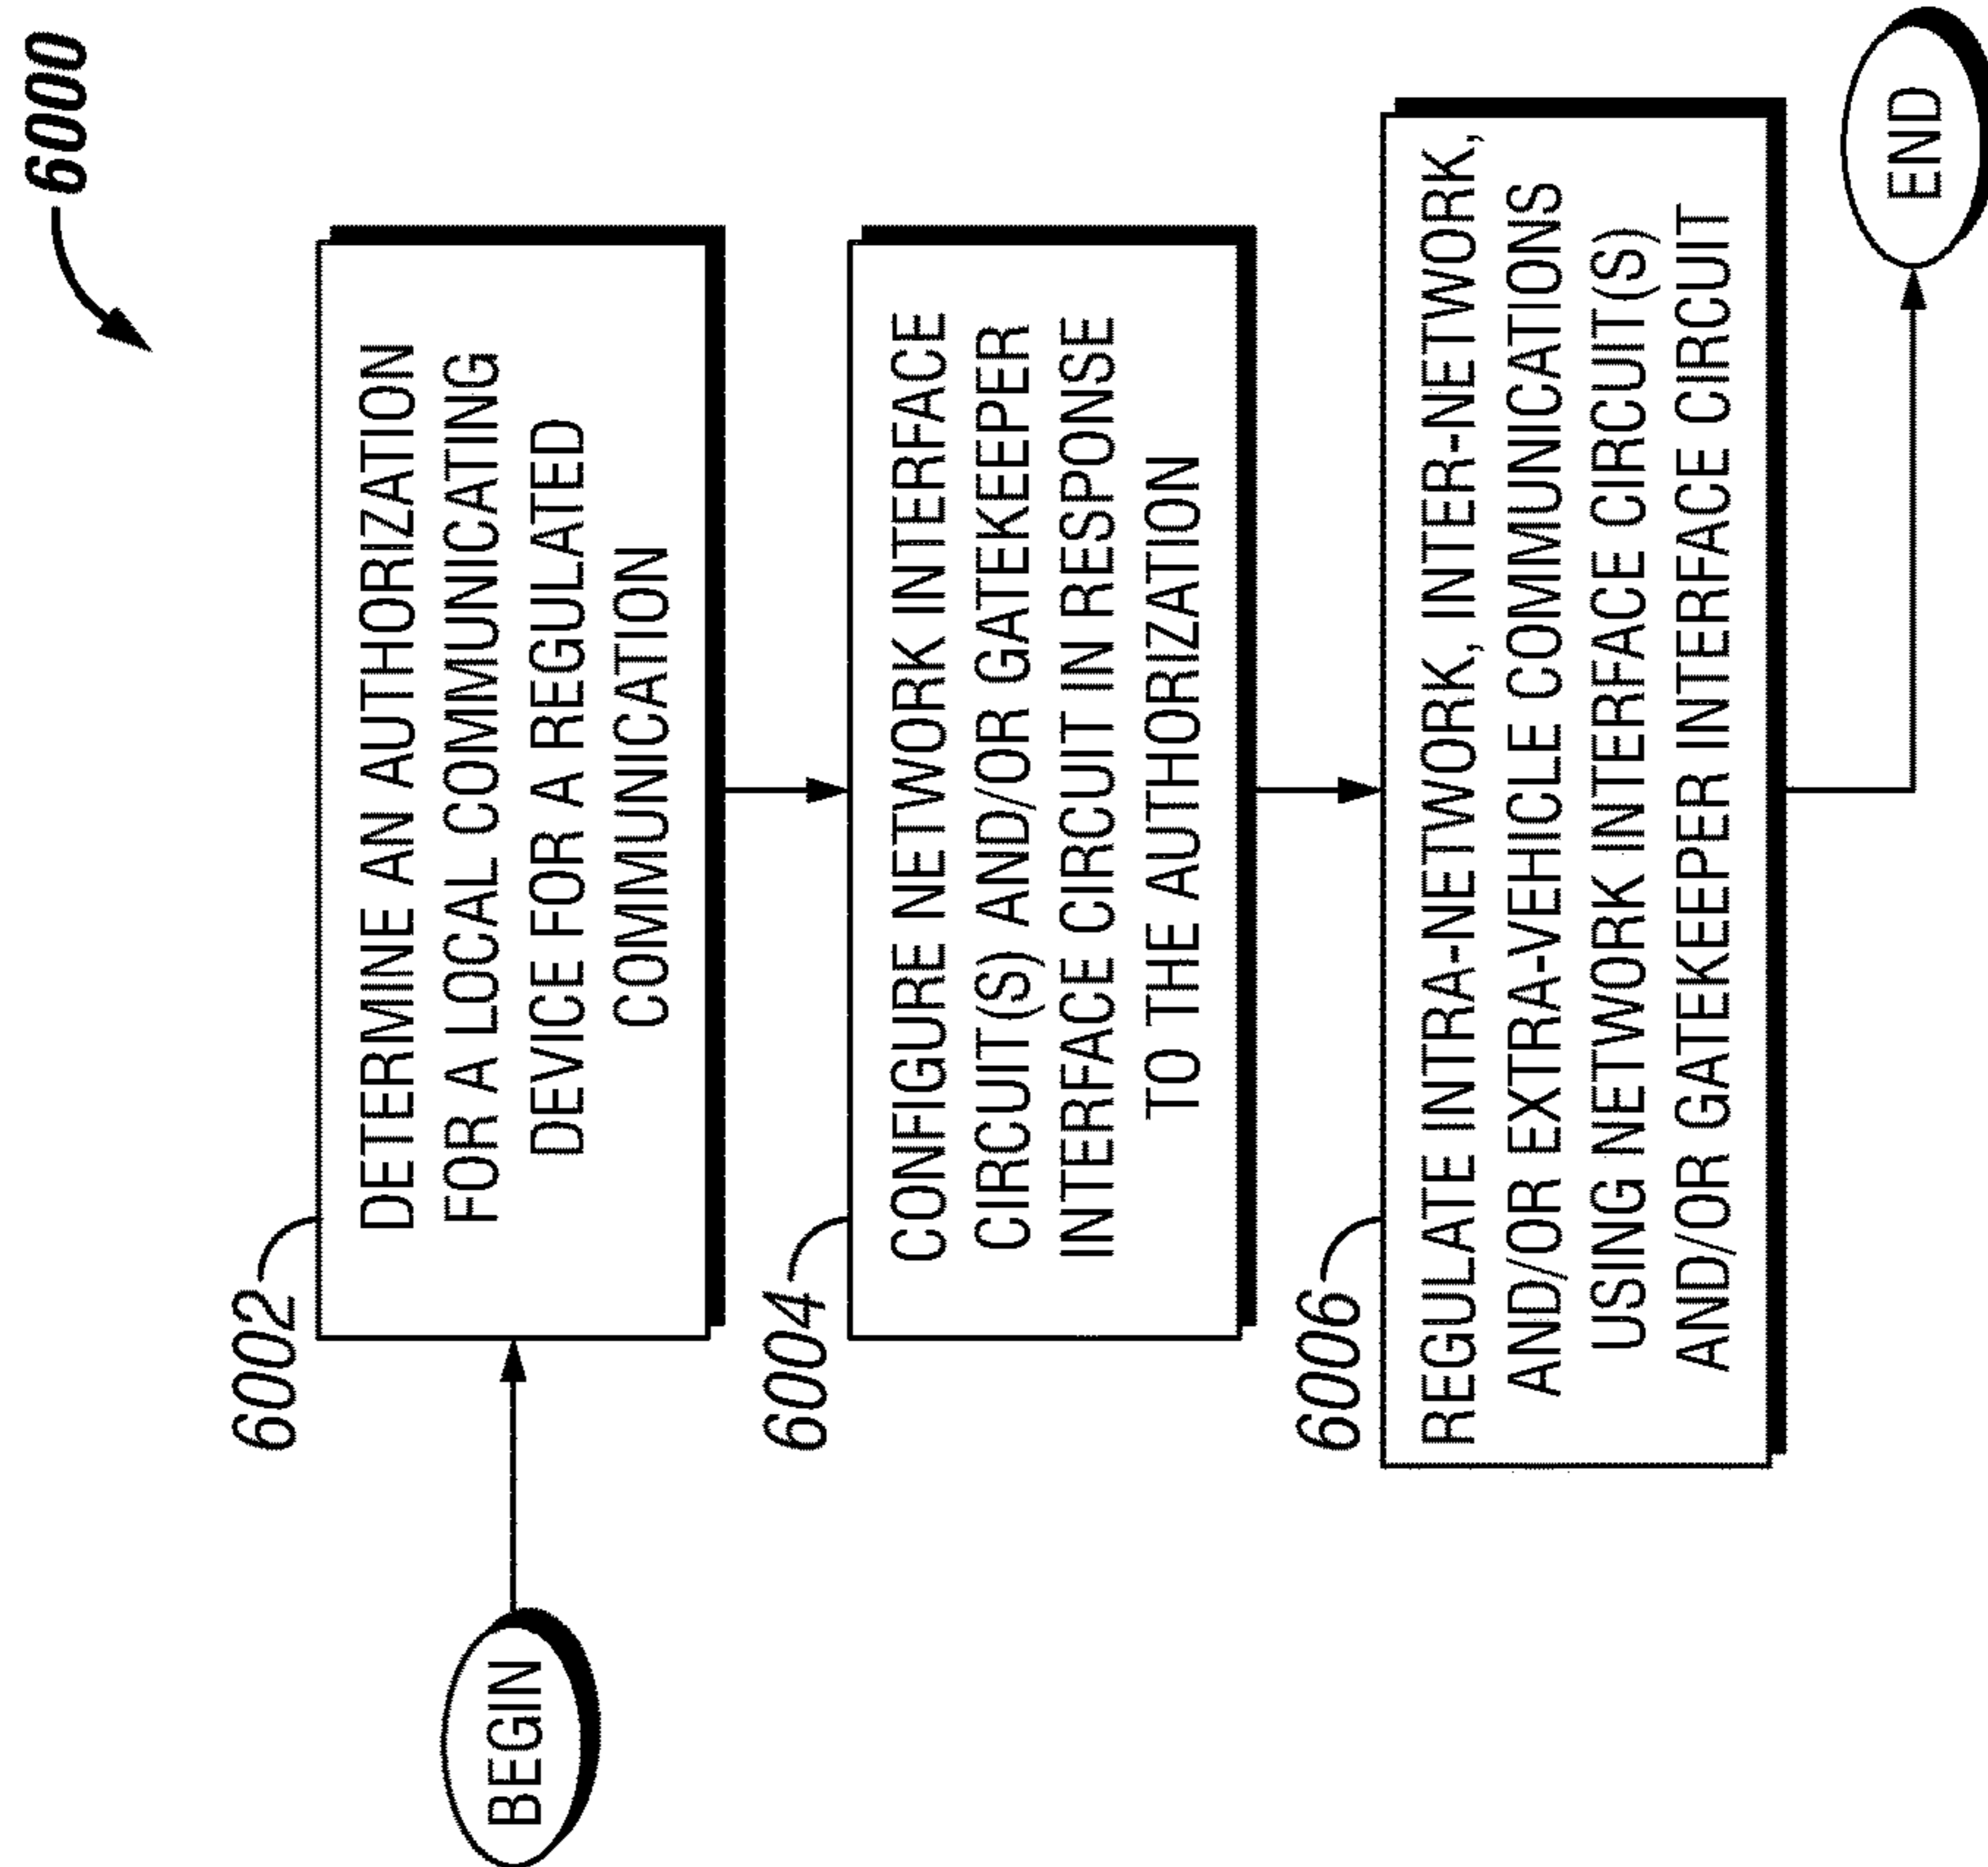 6000
BEGIN
6002
DETERMINE AN AUTHORIZATION
FOR A LOCAL COMMUNICATING
DEVICE FOR A REGULATED
COMMUNICATION
6004
CONFIGURE NETWORK INTERFACE
CIRCUIT(S) AND/OR GATEKEEPER
INTERFACE CIRCUIT IN RESPONSE
TO THE AUTHORIZATION
6006
REGULATE INTRA-NETWORK, INTER-NETWORK,
AND/OR EXTRA-VEHICLE COMMUNICATIONS
USING NETWORK INTERFACE CIRCUIT(S)
AND/OR GATEKEEPER INTERFACE CIRCUIT
END